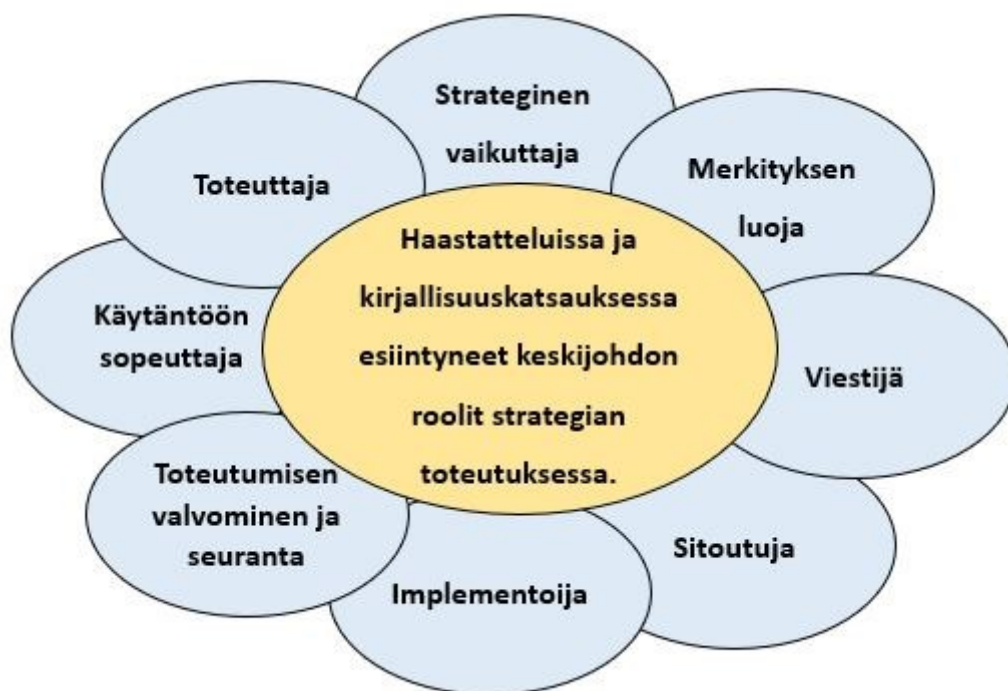 Strateginen
vaikuttaja
Merkityksen
luoja
Viestijä
Sitoutuja
Implementoija
Toteutumisen
valvominen ja
seuranta
Käytäntöön
sopeuttaja
Toteuttaja
Haastatteluissa ja
kirjallisuuskatsauksessa
esiintyneet keskijohdon
roolit strategian
toteutuksessa.